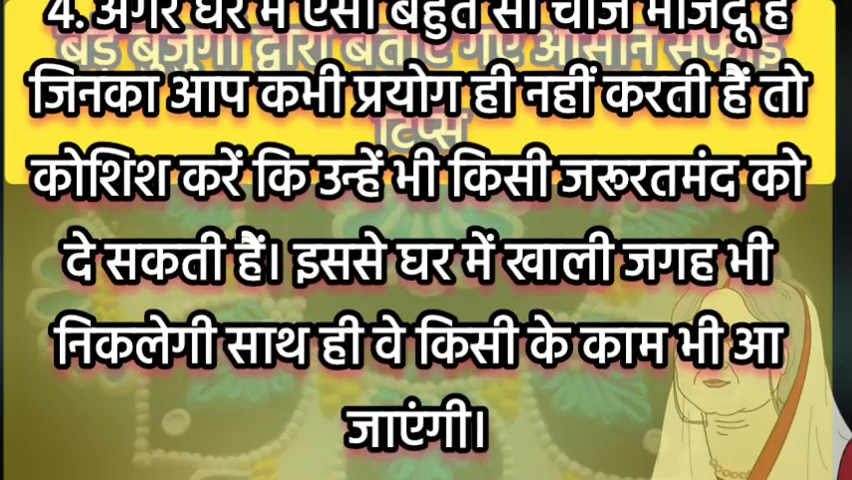 4. अगर घर में ऐसी बहुत सी चीजें मौजूद हैं
बड़े बुजुर्गों द्वारा बताए गए आसान सफाई
जिनका आप कभी प्रयोग ही नहीं करती हैं तो
टिप्स
कोशिश करें कि उन्हें भी किसी जरूरतमंद को
दे सकती हैं। इससे घर में खाली जगह भी
निकलेगी साथ ही वे किसी के काम भी आ
जाएंगी।